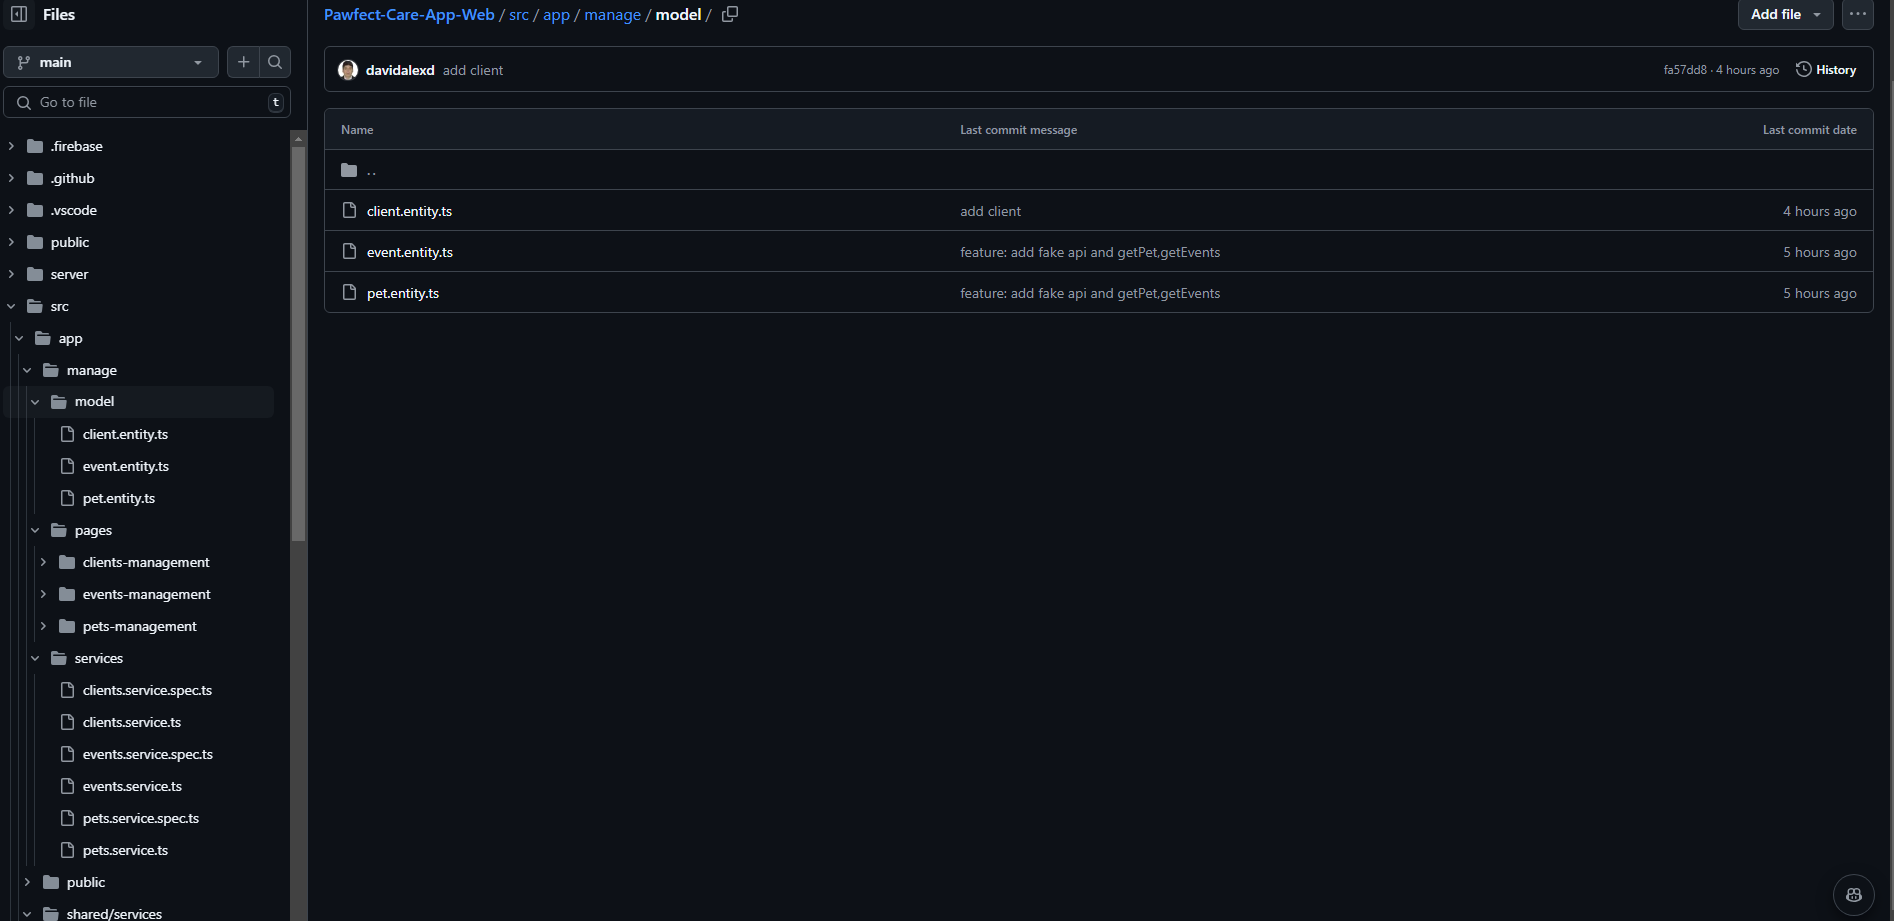 Files
main
Go to file
t
.firebase
.github
.vscode
public
server
src
app
manage
model
client.entity.ts
event.entity.ts
pet.entity.ts
pages
clients-management
events-management
pets-management
services
clients.service.spec.ts
clients.service.ts
events.service.spec.ts
events.service.ts
pets.service.spec.ts
pets.service.ts
public
shared/services
Pawfect-Care-App-Web / src / app / manage / model /
Add file
davidalexd add client
fa57dd8 · 4 hours ago
History
Name Last commit message Last commit date
..
client.entity.ts add client 4 hours ago
event.entity.ts feature: add fake api and getPet,getEvents 5 hours ago
pet.entity.ts feature: add fake api and getPet,getEvents 5 hours ago